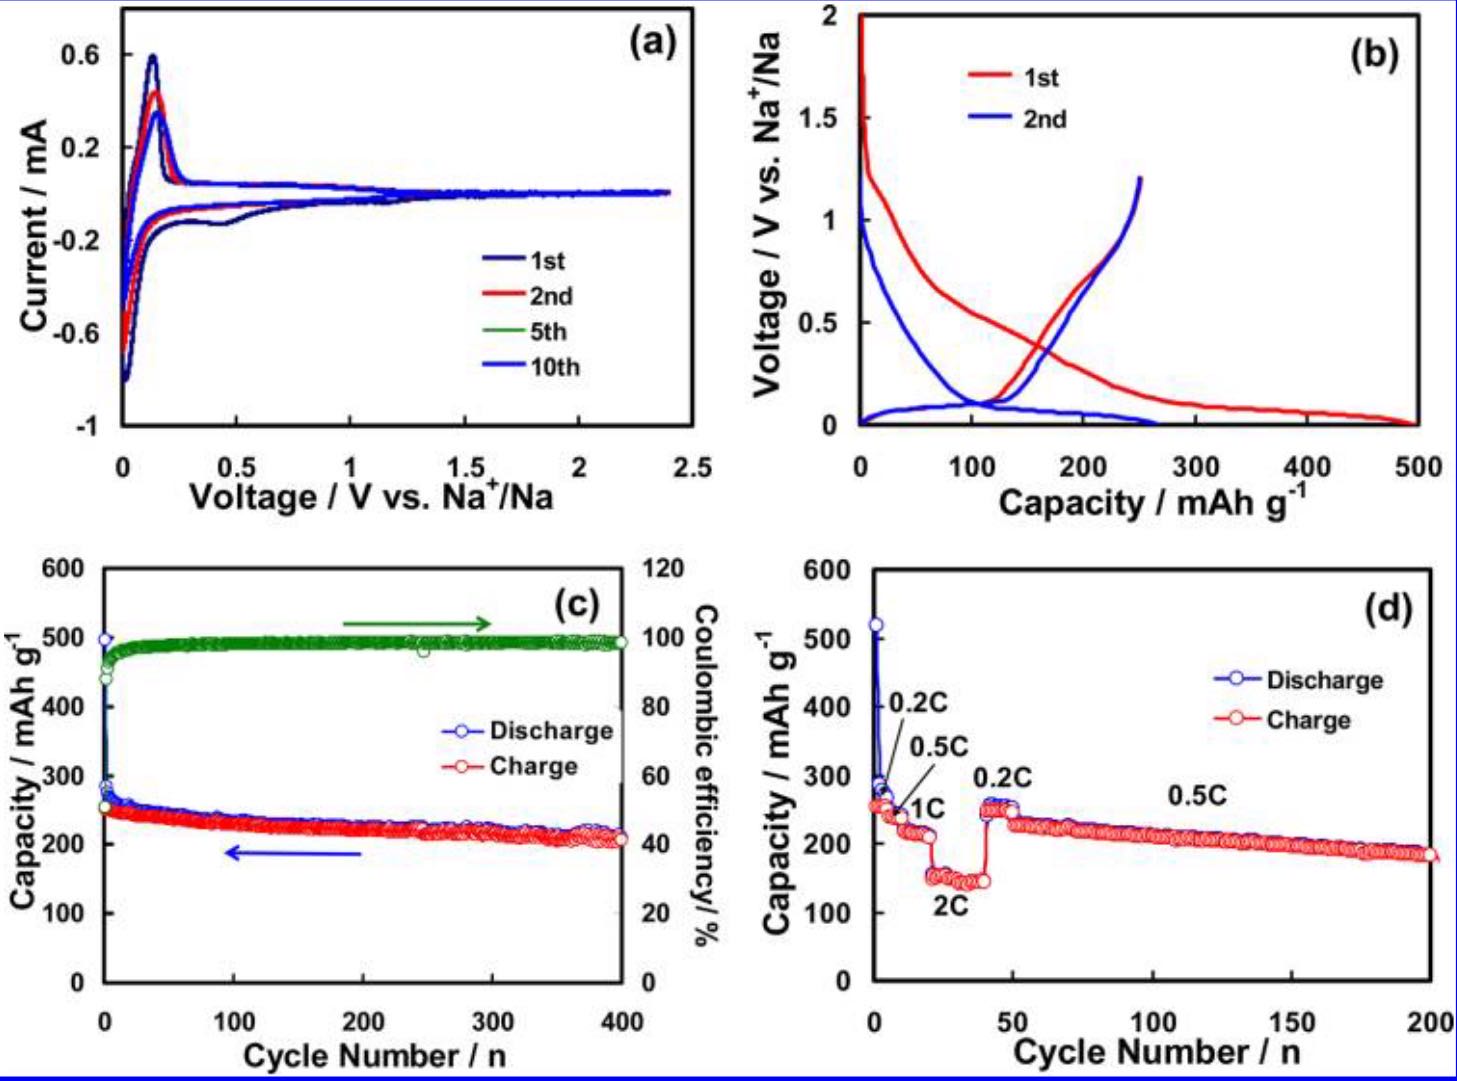 (a)
0.6
0.2
-0.2
-0.6
-1
Current / mA
1st
2nd
5th
10th
0 0.5 1 1.5 2 2.5
Voltage / V vs. Na⁺/Na
(b)
2
1.5
1
0.5
0
Voltage / V vs. Na⁺/Na
1st
2nd
0 100 200 300 400 500
Capacity / mAh g⁻¹
(c)
600
500
400
300
200
100
0
Capacity / mAh g⁻¹
Discharge
Charge
120
100
80
60
40
20
0
Coulombic efficiency/ %
0 100 200 300 400
Cycle Number / n
(d)
600
500
400
300
200
100
0
Capacity / mAh g⁻¹
Discharge
Charge
0.2C
0.5C
1C
0.2C
0.5C
2C
0 50 100 150 200
Cycle Number / n